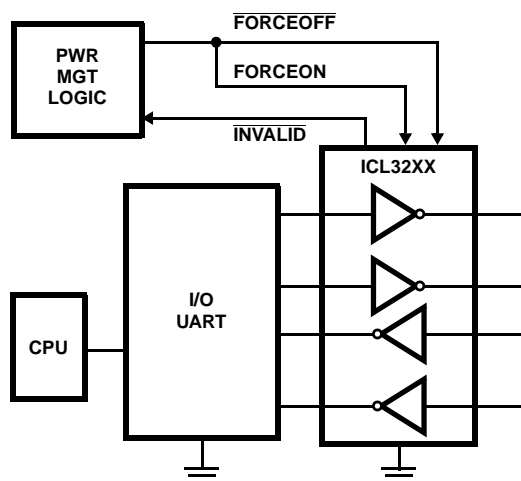 FORCEOFF
PWR
MGT
LOGIC
FORCEON
INVALID
ICL32XX
I/O
UART
CPU